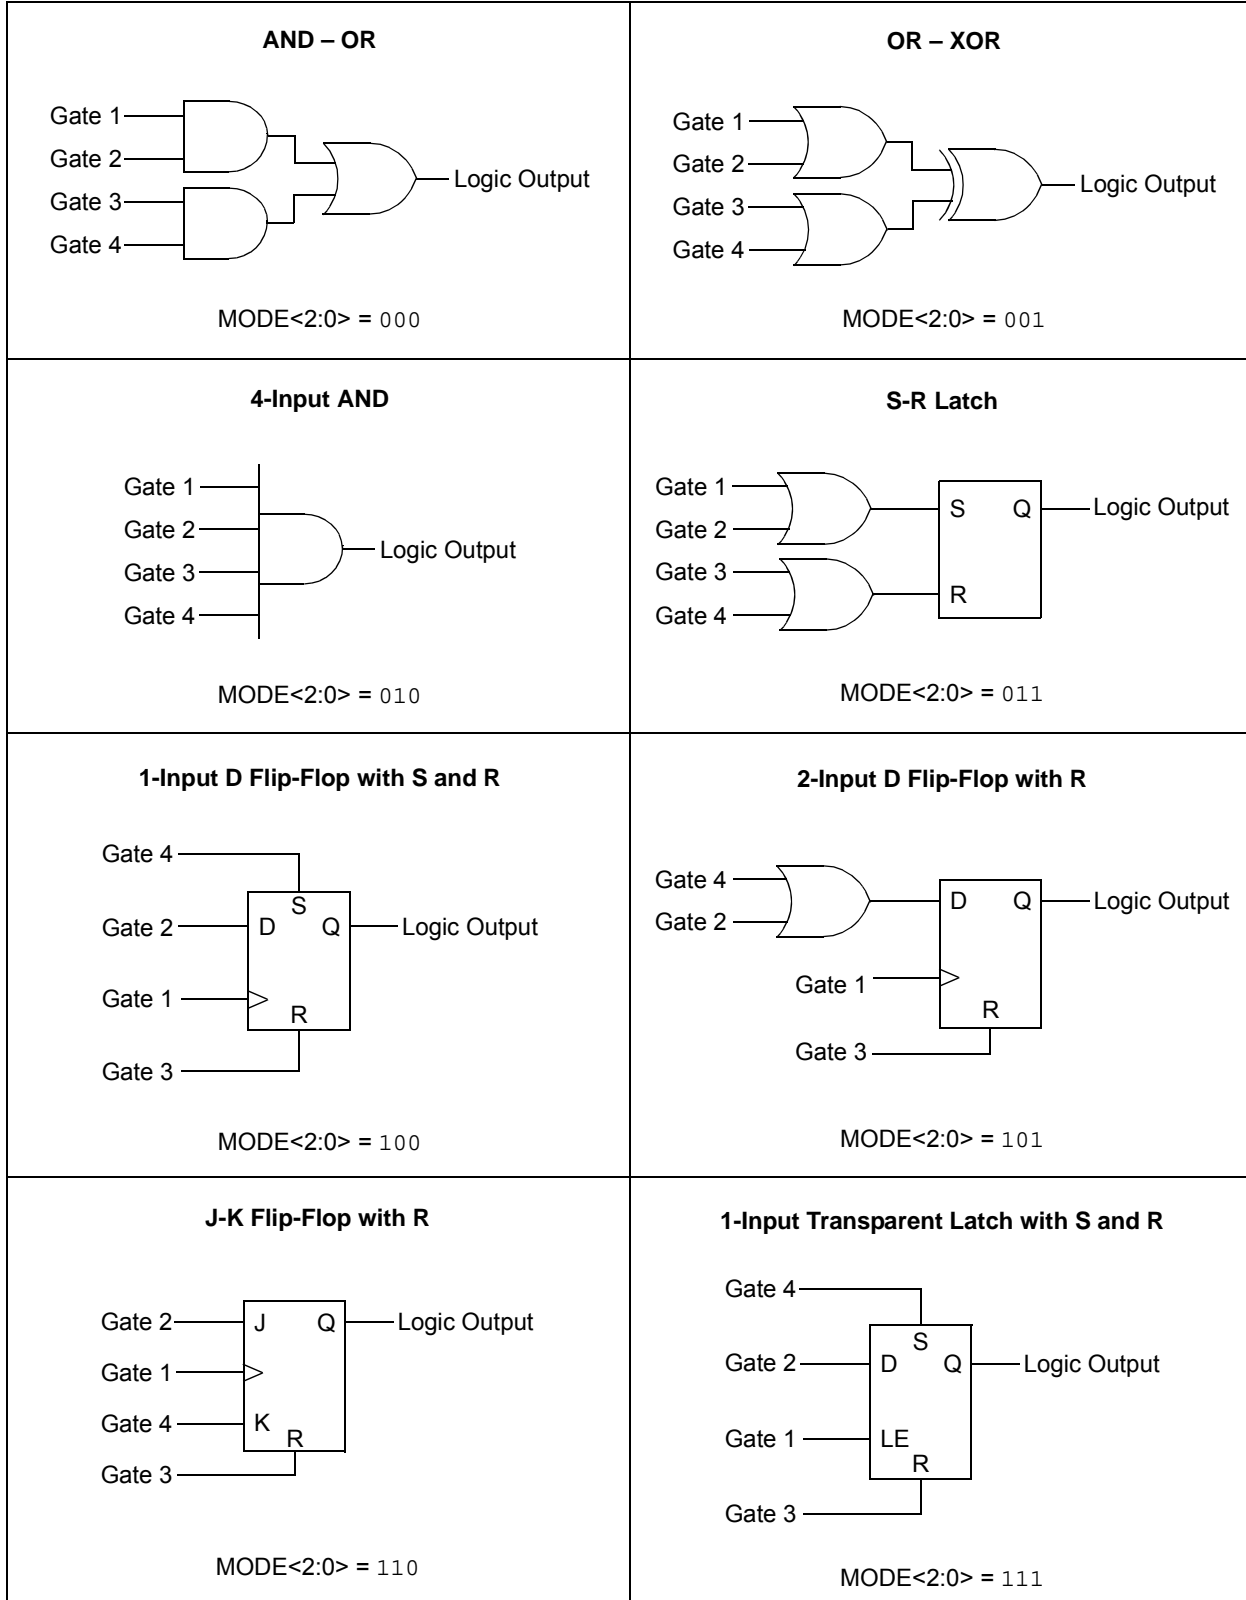 AND – OR
Gate 1
Gate 2
Gate 3
Gate 4
Logic Output
MODE<2:0> = 000
OR – XOR
Gate 1
Gate 2
Gate 3
Gate 4
Logic Output
MODE<2:0> = 001
4-Input AND
Gate 1
Gate 2
Gate 3
Gate 4
Logic Output
MODE<2:0> = 010
S-R Latch
Gate 1
Gate 2
Gate 3
Gate 4
S Q
R
Logic Output
MODE<2:0> = 011
1-Input D Flip-Flop with S and R
Gate 4
S
Gate 2 D Q Logic Output
Gate 1
R
Gate 3
MODE<2:0> = 100
2-Input D Flip-Flop with R
Gate 4
Gate 2
D Q Logic Output
Gate 1
R
Gate 3
MODE<2:0> = 101
J-K Flip-Flop with R
Gate 2 J Q Logic Output
Gate 1
Gate 4 K
R
Gate 3
MODE<2:0> = 110
1-Input Transparent Latch with S and R
Gate 4
S
Gate 2 D Q Logic Output
Gate 1 LE
R
Gate 3
MODE<2:0> = 111